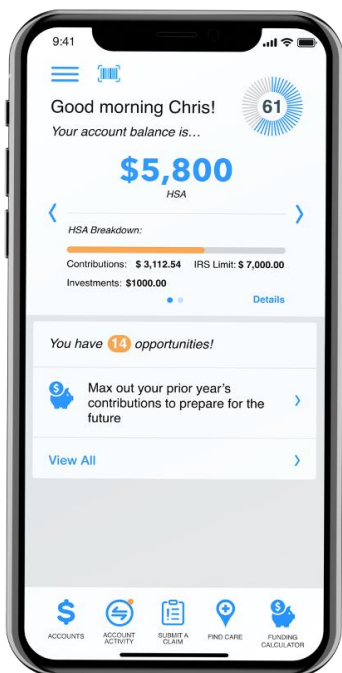 9:41
Good morning Chris!
61
Your account balance is...
$5,800
HSA
HSA Breakdown:
Contributions: $ 3,112.54 IRS Limit: $ 7,000.00
Investments: $1000.00
Details
You have 14 opportunities!
Max out your prior year's
contributions to prepare for the
future
View All
ACCOUNTS
ACCOUNT
ACTIVITY
SUBMIT A
CLAIM
FIND CARE
FUNDING
CALCULATOR